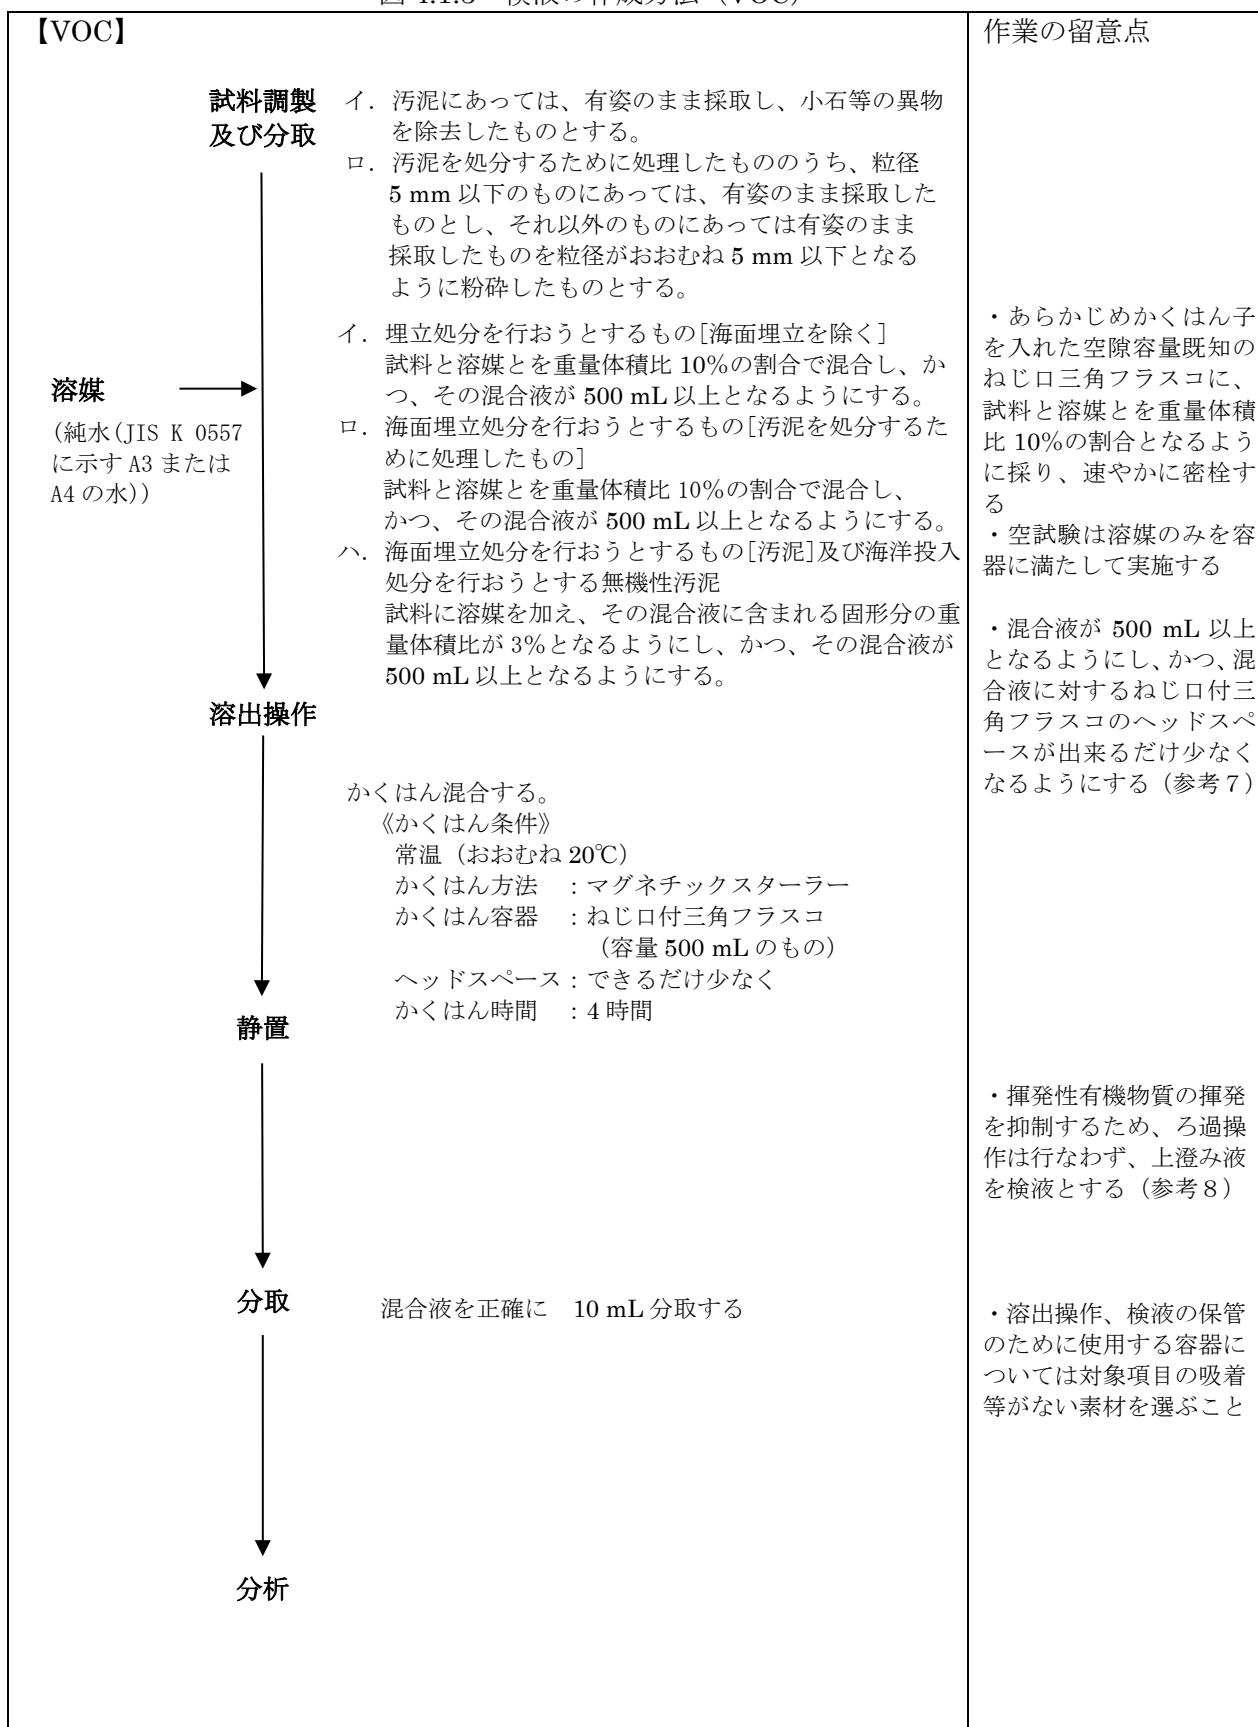 【VOC】
試料調製
及び分取
イ．汚泥にあっては、有姿のまま採取し、小石等の異物
を除去したものとする。
ロ．汚泥を処分するために処理したもののうち、粒径
5 mm 以下のものにあっては、有姿のまま採取した
ものとし、それ以外のものにあっては有姿のまま
採取したものを粒径がおおむね 5 mm 以下となる
ように粉砕したものとする。
溶媒
(純水(JIS K 0557
に示す A3 または
A4 の水))
イ．埋立処分を行おうとするもの[海面埋立を除く]
試料と溶媒とを重量体積比 10%の割合で混合し、か
つ、その混合液が 500 mL 以上となるようにする。
ロ．海面埋立処分を行おうとするもの[汚泥を処分するた
めに処理したもの]
試料と溶媒とを重量体積比 10%の割合で混合し、
かつ、その混合液が 500 mL 以上となるようにする。
ハ．海面埋立処分を行おうとするもの[汚泥]及び海洋投入
処分を行おうとする無機性汚泥
試料に溶媒を加え、その混合液に含まれる固形分の重
量体積比が 3%となるようにし、かつ、その混合液が
500 mL 以上となるようにする。
溶出操作
かくはん混合する。
《かくはん条件》
常温（おおむね 20℃）
かくはん方法　：マグネチックスターラー
かくはん容器　：ねじ口付三角フラスコ
（容量 500 mL のもの）
ヘッドスペース：できるだけ少なく
かくはん時間　：4 時間
静置
分取
混合液を正確に　10 mL 分取する
分析
作業の留意点
・あらかじめかくはん子
を入れた空隙容量既知の
ねじ口三角フラスコに、
試料と溶媒とを重量体積
比 10%の割合となるよう
に採り、速やかに密栓す
る
・空試験は溶媒のみを容
器に満たして実施する
・混合液が 500 mL 以上
となるようにし、かつ、混
合液に対するねじ口付三
角フラスコのヘッドスペ
ースが出来るだけ少なく
なるようにする（参考７）
・揮発性有機物質の揮発
を抑制するため、ろ過操
作は行なわず、上澄み液
を検液とする（参考８）
・溶出操作、検液の保管
のために使用する容器に
ついては対象項目の吸着
等がない素材を選ぶこと